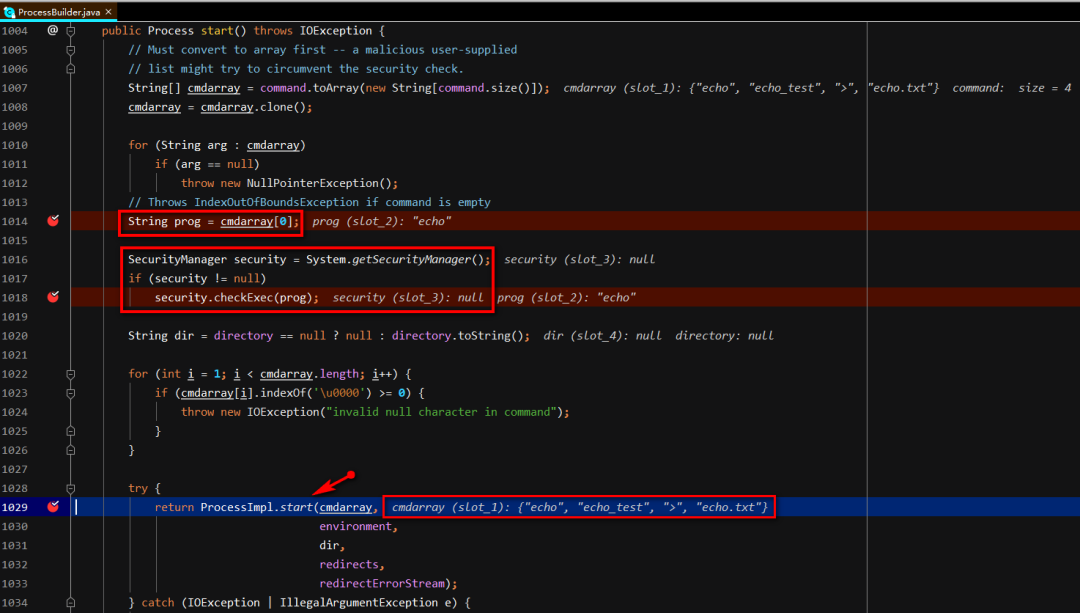 ProcessBuilder.java ×
1004 @ public Process start() throws IOException {
1005 // Must convert to array first -- a malicious user-supplied
1006 // list might try to circumvent the security check.
1007 String[] cmdarray = command.toArray(new String[command.size()]); cmdarray (slot_1): {"echo", "echo_test", ">", "echo.txt"} command: size = 4
1008 cmdarray = cmdarray.clone();
1009
1010 for (String arg : cmdarray)
1011 if (arg == null)
1012 throw new NullPointerException();
1013 // Throws IndexOutOfBoundsException if command is empty
1014 String prog = cmdarray[0]; prog (slot_2): "echo"
1015
1016 SecurityManager security = System.getSecurityManager(); security (slot_3): null
1017 if (security != null)
1018 security.checkExec(prog); security (slot_3): null prog (slot_2): "echo"
1019
1020 String dir = directory == null ? null : directory.toString(); dir (slot_4): null directory: null
1021
1022 for (int i = 1; i < cmdarray.length; i++) {
1023 if (cmdarray[i].indexOf('\u0000') >= 0) {
1024 throw new IOException("invalid null character in command");
1025 }
1026 }
1027
1028 try {
1029 return ProcessImpl.start(cmdarray, cmdarray (slot_1): {"echo", "echo_test", ">", "echo.txt"}
1030 environment,
1031 dir,
1032 redirects,
1033 redirectErrorStream);
1034 } catch (IOException | IllegalArgumentException e) {